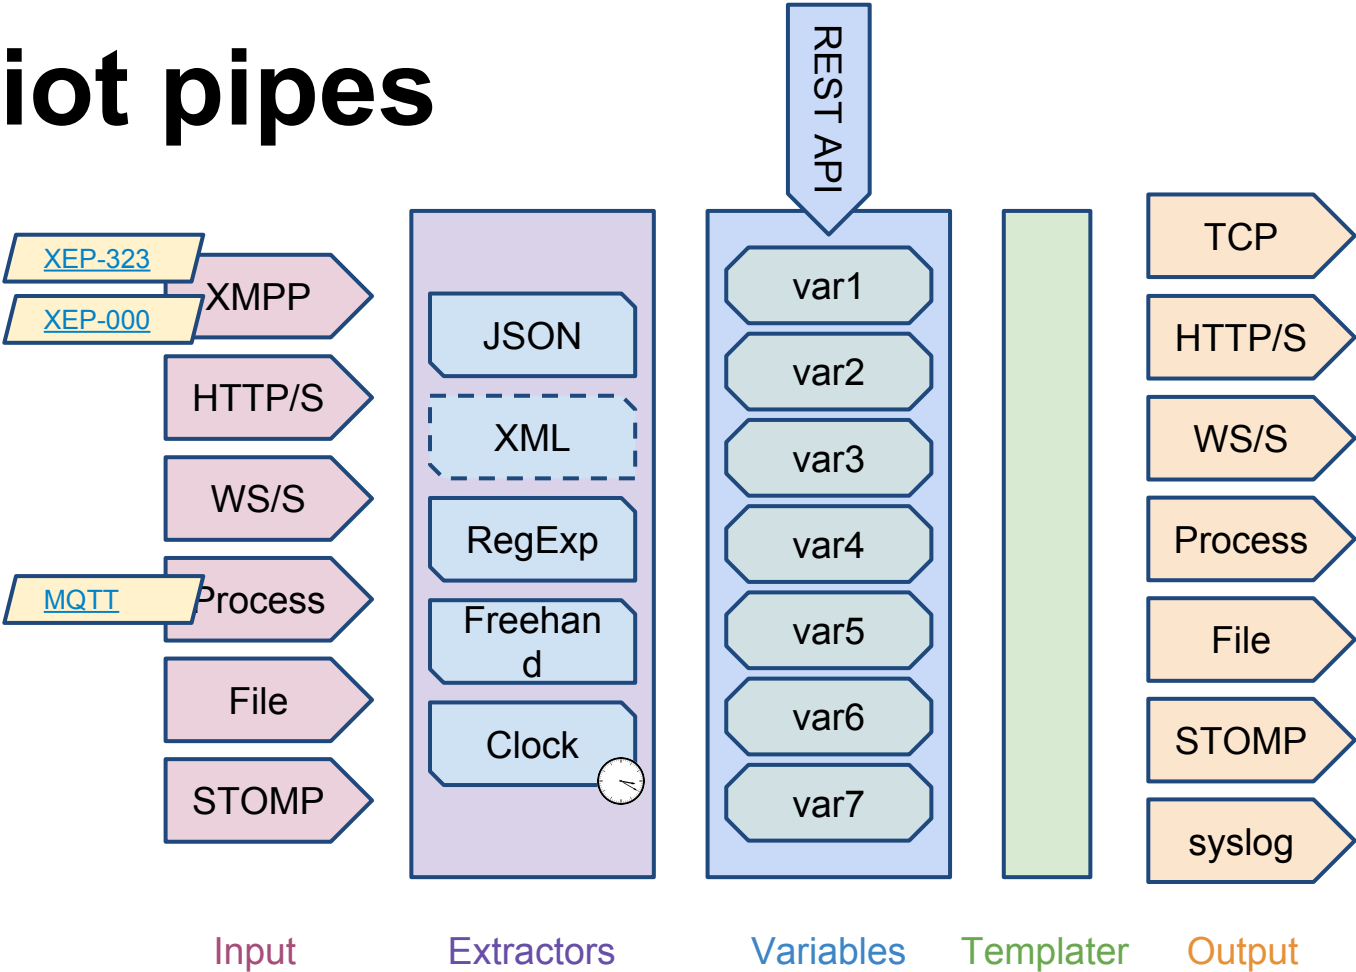 iot pipes
REST API
XEP-323
XEP-000
XMPP
HTTP/S
WS/S
MQTT
Process
File
STOMP
JSON
XML
RegExp
Freehan
d
Clock
var1
var2
var3
var4
var5
var6
var7
TCP
HTTP/S
WS/S
Process
File
STOMP
syslog
Input
Extractors
Variables
Templater
Output